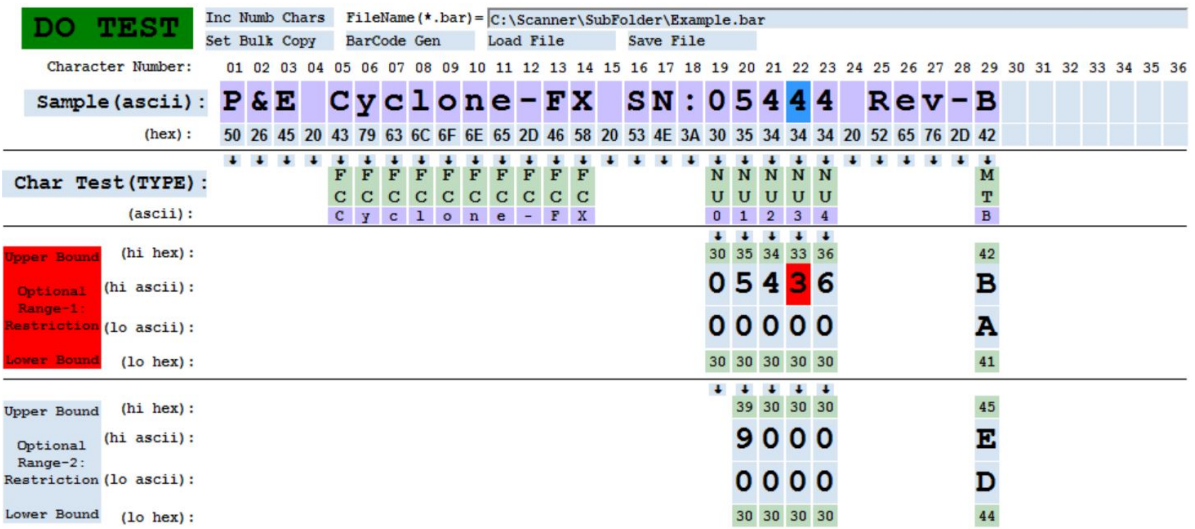 DO TEST Inc Numb Chars FileName(*.bar)= C:\Scanner\SubFolder\Example.bar
Set Bulk Copy BarCode Gen Load File Save File
Character Number: 01 02 03 04 05 06 07 08 09 10 11 12 13 14 15 16 17 18 19 20 21 22 23 24 25 26 27 28 29 30 31 32 33 34 35 36
Sample(ascii): P&E Cyclone-FX SN:05444 Rev-B
(hex): 50 26 45 20 43 79 63 6C 6F 6E 65 2D 46 58 20 53 4E 3A 30 35 34 34 34 20 52 65 76 2D 42
↓ ↓ ↓ ↓ ↓ ↓ ↓ ↓ ↓ ↓ ↓ ↓ ↓ ↓ ↓ ↓ ↓ ↓ ↓ ↓ ↓ ↓ ↓ ↓ ↓ ↓ ↓ ↓ ↓
Char Test(TYPE): F F F F F F F F F F N N N N N M
C C C C C C C C C C U U U U U T
(ascii): C y c l o n e - F X 0 1 2 3 4 B
↓ ↓ ↓ ↓ ↓
Upper Bound (hi hex): 30 35 34 33 36 42
Optional (hi ascii): 0 5 4 3 6 B
Range-1:
Restriction (lo ascii): 0 0 0 0 0 A
Lower Bound (lo hex): 30 30 30 30 30 41
↓ ↓ ↓ ↓ ↓
Upper Bound (hi hex): 39 30 30 30 45
Optional (hi ascii): 9 0 0 0 E
Range-2:
Restriction (lo ascii): 0 0 0 0 D
Lower Bound (lo hex): 30 30 30 30 44